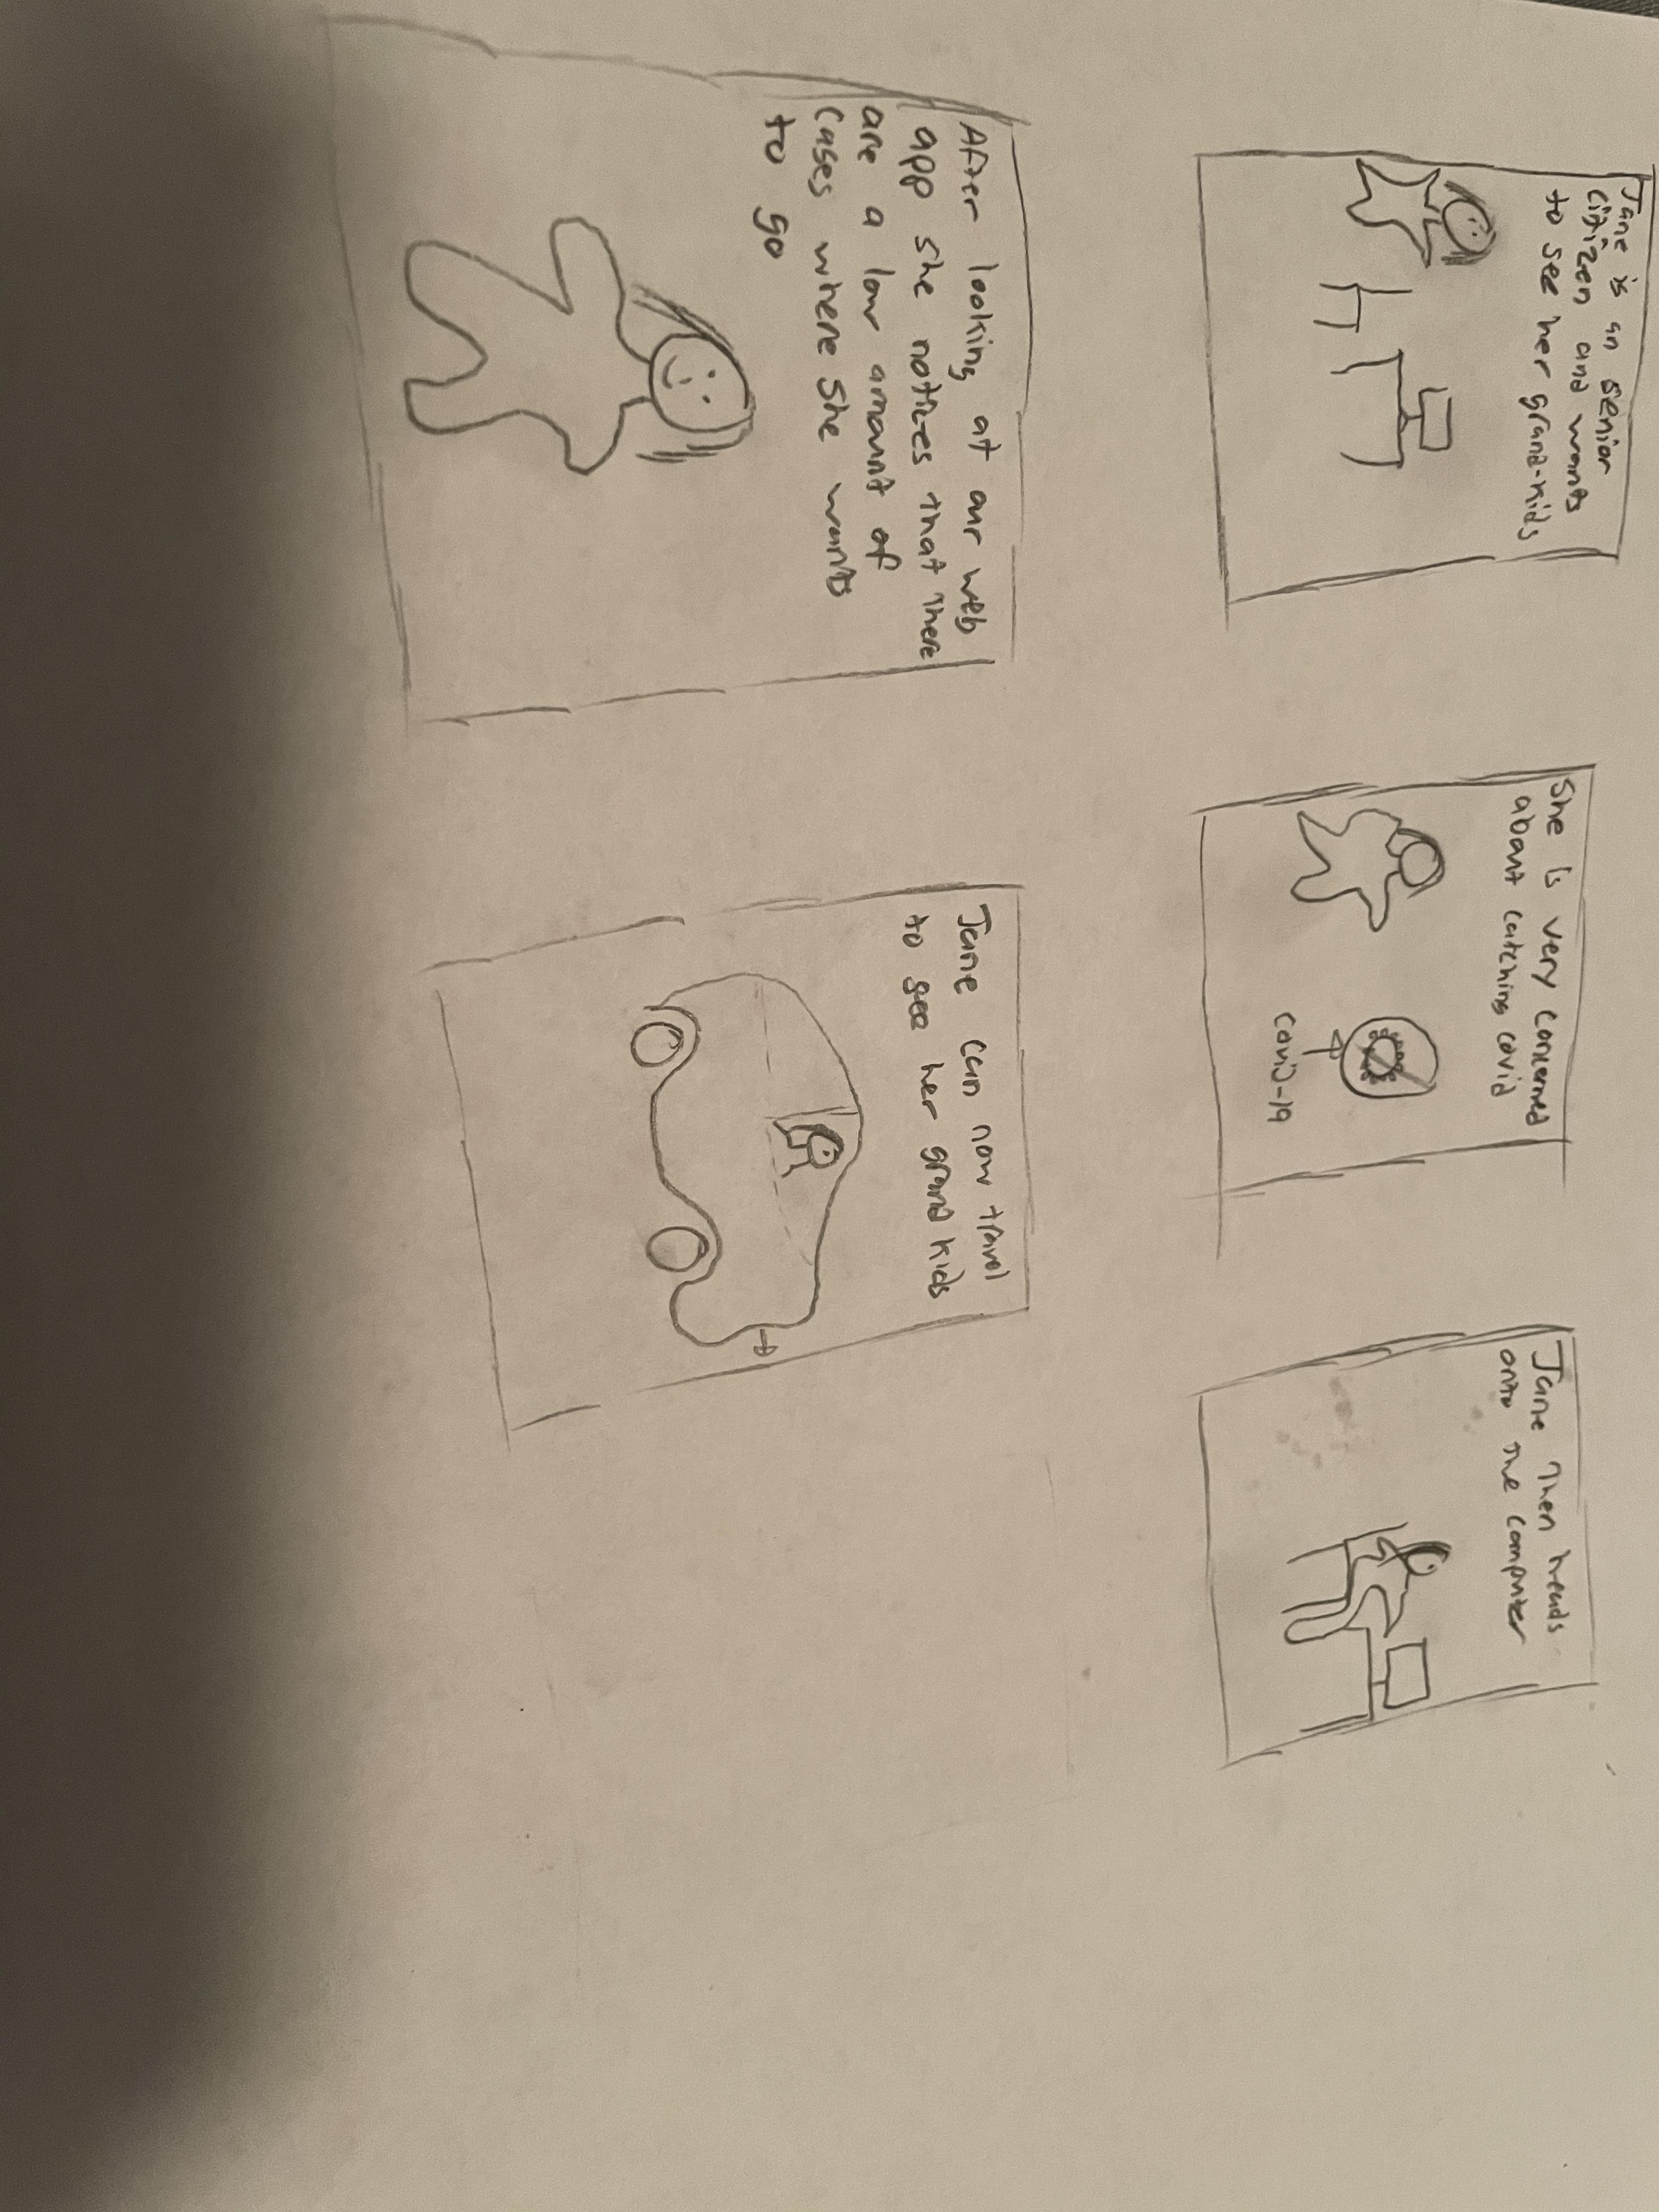 Jane is an senior
citizen and wants
to see her grand-kids
She is very concerned
about catching covid
covid-19
Jane then heads
onto the computer
After looking at our web
app she notices that there
are a low amount of
cases where she wants
to go
Jane can now travel
to see her grand kids